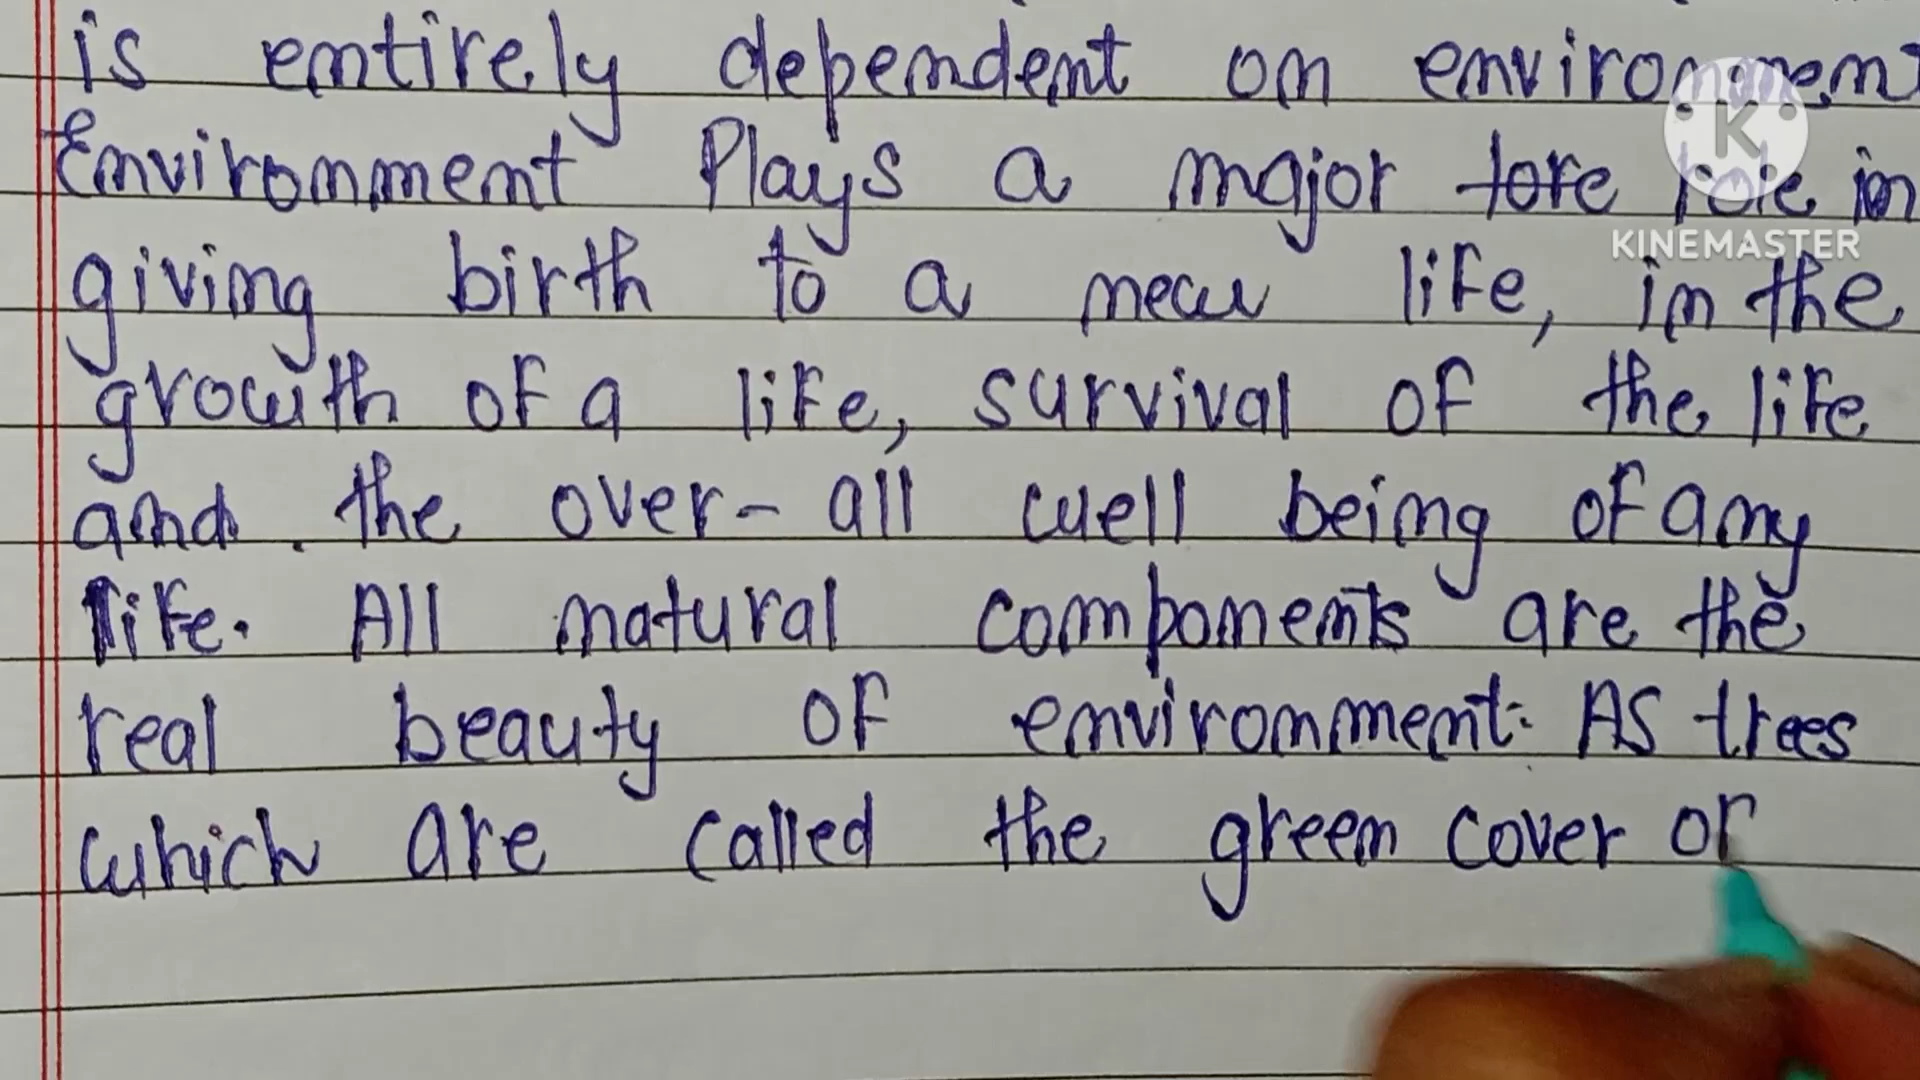 is entirely dependent on environment
Environment Plays a major tore role in
giving birth to a new life, in the
growth of a life, survival of the life
and. the over-all well being of any
life. All natural components are the
real beauty of environment. As trees
which are called the green cover of
K
KINEMASTER